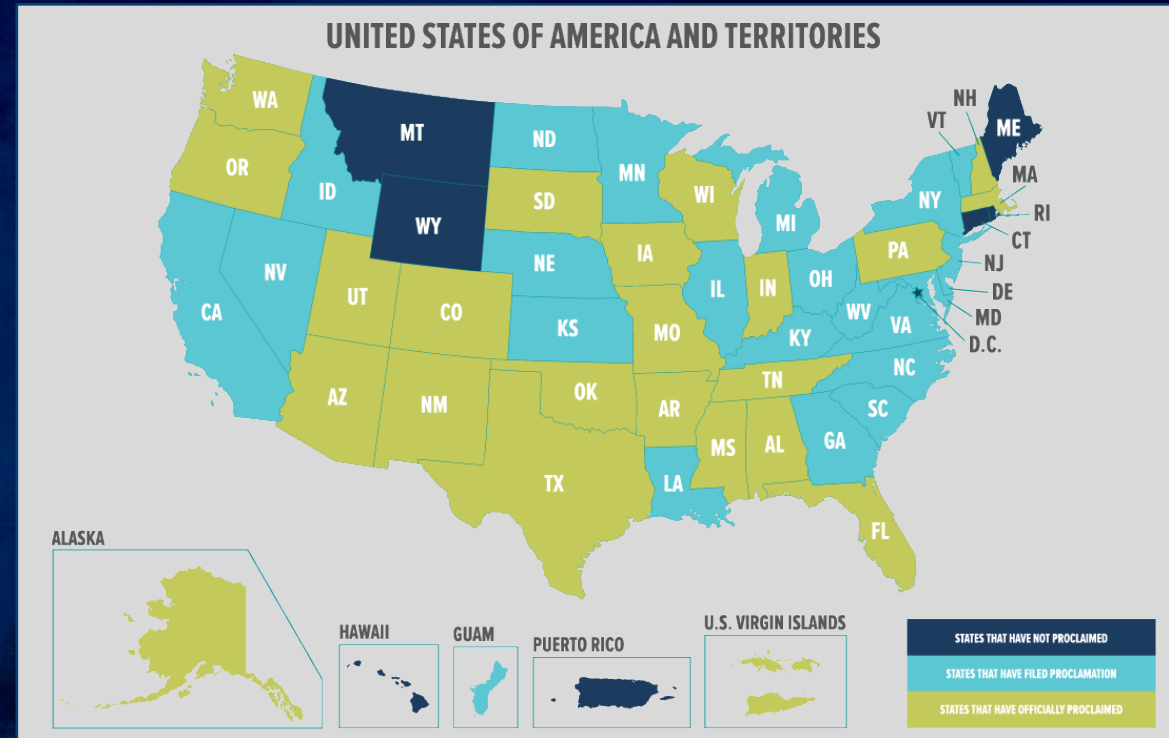 UNITED STATES OF AMERICA AND TERRITORIES
NH
VT
WA
MT
ME
ND
OR
MN
MA
ID
WI
SD
NY
RI
WY
MI
CT
PA
IA
NE
NJ
NV
OH
IL
IN
DE
UT
CO
WV
MD
CA
VA
KS
MO
KY
D.C.
NC
TN
OK
AZ
NM
AR
SC
GA
MS
AL
TX
LA
FL
ALASKA
HAWAII
GUAM
PUERTO RICO
U.S. VIRGIN ISLANDS
STATES THAT HAVE NOT PROCLAIMED
STATES THAT HAVE FILED PROCLAMATION
STATES THAT HAVE OFFICIALLY PROCLAIMED